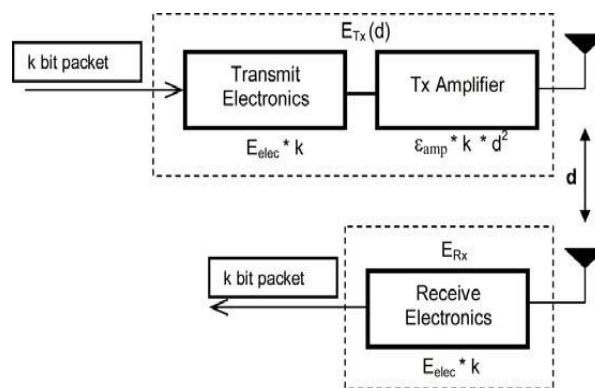 E_Tx (d)
k bit packet
Transmit
Electronics
Tx Amplifier
E_elec * k
ε_amp * k * d²
d
E_Rx
k bit packet
Receive
Electronics
E_elec * k